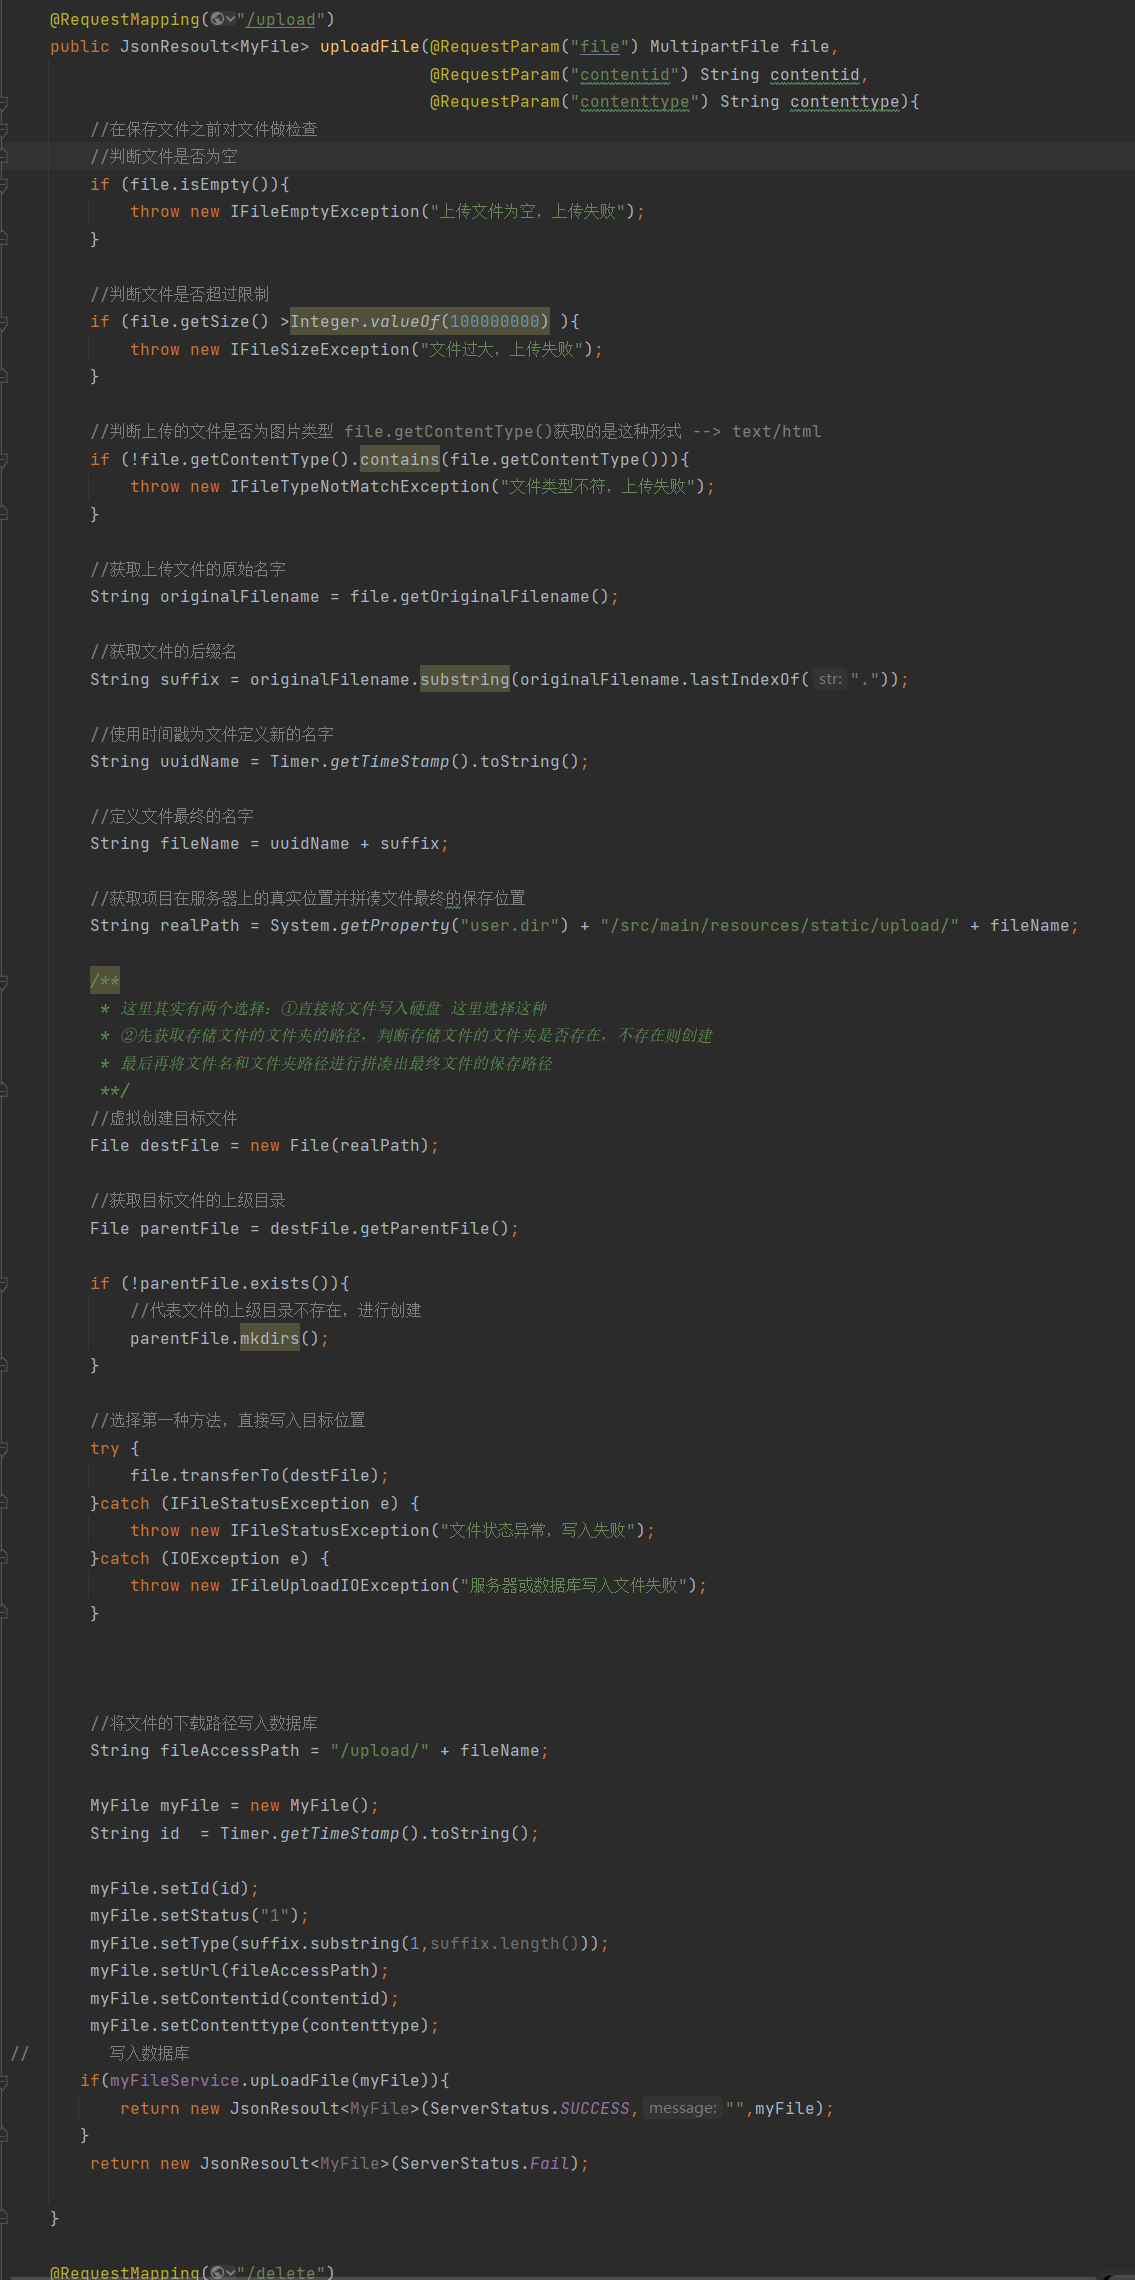 @RequestMapping("/upload")
public JsonResoult<MyFile> uploadFile(@RequestParam("file") MultipartFile file,
@RequestParam("contentid") String contentid,
@RequestParam("contenttype") String contenttype){
//在保存文件之前对文件做检查
//判断文件是否为空
if (file.isEmpty()){
throw new IFileEmptyException("上传文件为空，上传失败");
}
//判断文件是否超过限制
if (file.getSize() >Integer.valueOf(100000000) ){
throw new IFileSizeException("文件过大，上传失败");
}
//判断上传的文件是否为图片类型 file.getContentType()获取的是这种形式 --> text/html
if (!file.getContentType().contains(file.getContentType())){
throw new IFileTypeNotMatchException("文件类型不符，上传失败");
}
//获取上传文件的原始名字
String originalFilename = file.getOriginalFilename();
//获取文件的后缀名
String suffix = originalFilename.substring(originalFilename.lastIndexOf( str: "."));
//使用时间戳为文件定义新的名字
String uuidName = Timer.getTimeStamp().toString();
//定义文件最终的名字
String fileName = uuidName + suffix;
//获取项目在服务器上的真实位置并拼凑文件最终的保存位置
String realPath = System.getProperty("user.dir") + "/src/main/resources/static/upload/" + fileName;
/**
* 这里其实有两个选择：①直接将文件写入硬盘 这里选择这种
* ②先获取存储文件的文件夹的路径，判断存储文件的文件夹是否存在，不存在则创建
* 最后再将文件名和文件夹路径进行拼凑出最终文件的保存路径
**/
//虚拟创建目标文件
File destFile = new File(realPath);
//获取目标文件的上级目录
File parentFile = destFile.getParentFile();
if (!parentFile.exists()){
//代表文件的上级目录不存在，进行创建
parentFile.mkdirs();
}
//选择第一种方法，直接写入目标位置
try {
file.transferTo(destFile);
}catch (IFileStatusException e) {
throw new IFileStatusException("文件状态异常，写入失败");
}catch (IOException e) {
throw new IFileUploadIOException("服务器或数据库写入文件失败");
}
//将文件的下载路径写入数据库
String fileAccessPath = "/upload/" + fileName;
MyFile myFile = new MyFile();
String id  = Timer.getTimeStamp().toString();
myFile.setId(id);
myFile.setStatus("1");
myFile.setType(suffix.substring(1,suffix.length()));
myFile.setUrl(fileAccessPath);
myFile.setContentid(contentid);
myFile.setContenttype(contenttype);
// 写入数据库
if(myFileService.upLoadFile(myFile)){
return new JsonResoult<MyFile>(ServerStatus.SUCCESS, message: "",myFile);
}
return new JsonResoult<MyFile>(ServerStatus.Fail);
}
@RequestMapping("/delete")